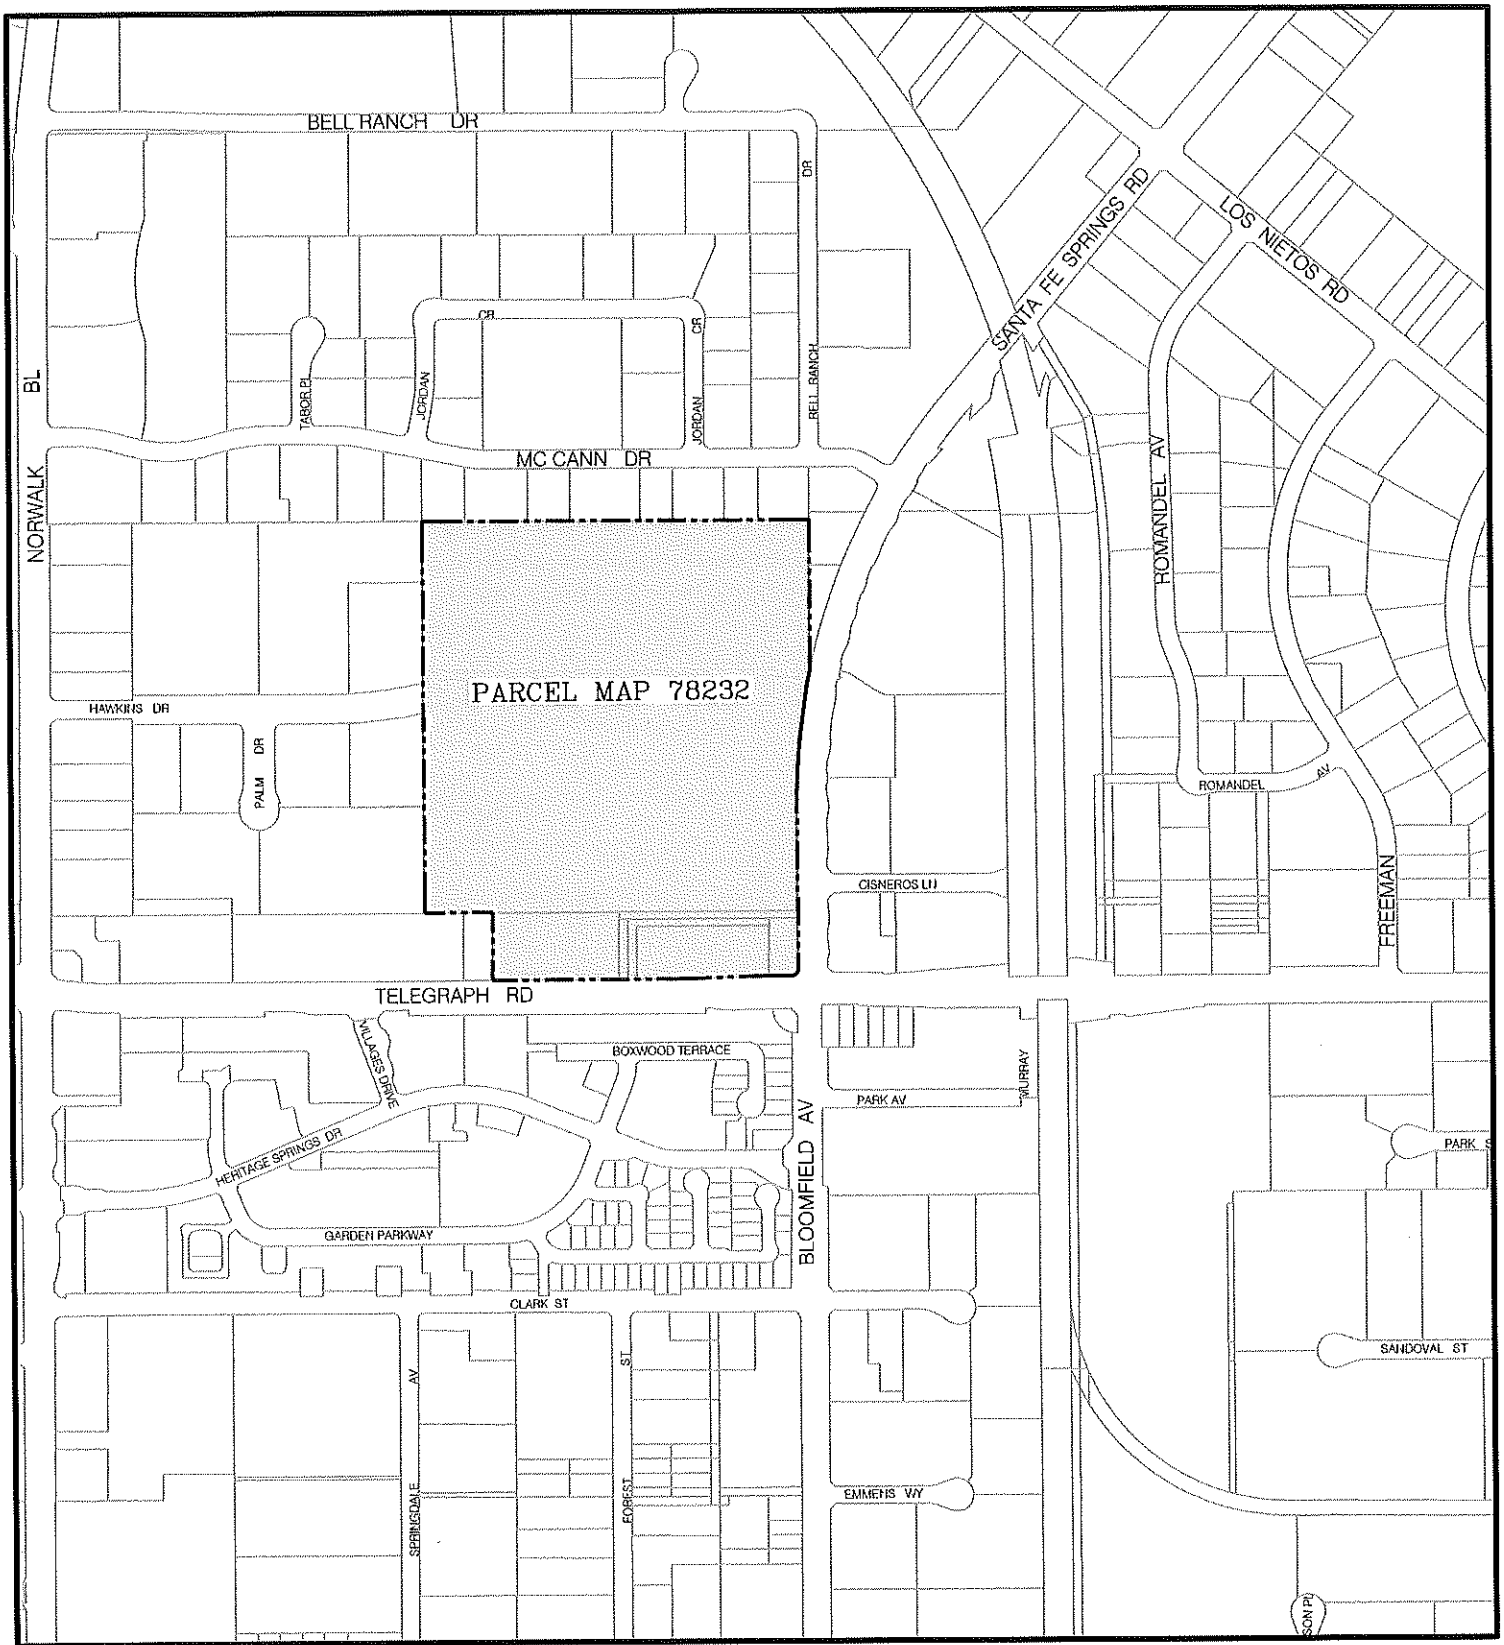 BELL RANCH DR
DR
SANTA FE SPRINGS RD
LOS NIETOS RD
CR
CR
NORWALK BL
TABOR PL
JORDAN
JORDAN
BELL RANCH
ROMANDEL AV
MC CANN DR
PARCEL MAP 78232
HAWKINS DR
PALM DR
ROMANDEL AV
CISNEROS LN
FREEMAN
TELEGRAPH RD
VILLAGES DRIVE
BOXWOOD TERRACE
MURRAY
PARK AV
BLOOMFIELD AV
HERITAGE SPRINGS DR
PARK S
GARDEN PARKWAY
CLARK ST
SANDOVAL ST
SPRINGDALE AV
FOREST ST
EMMENS WY
SON PL